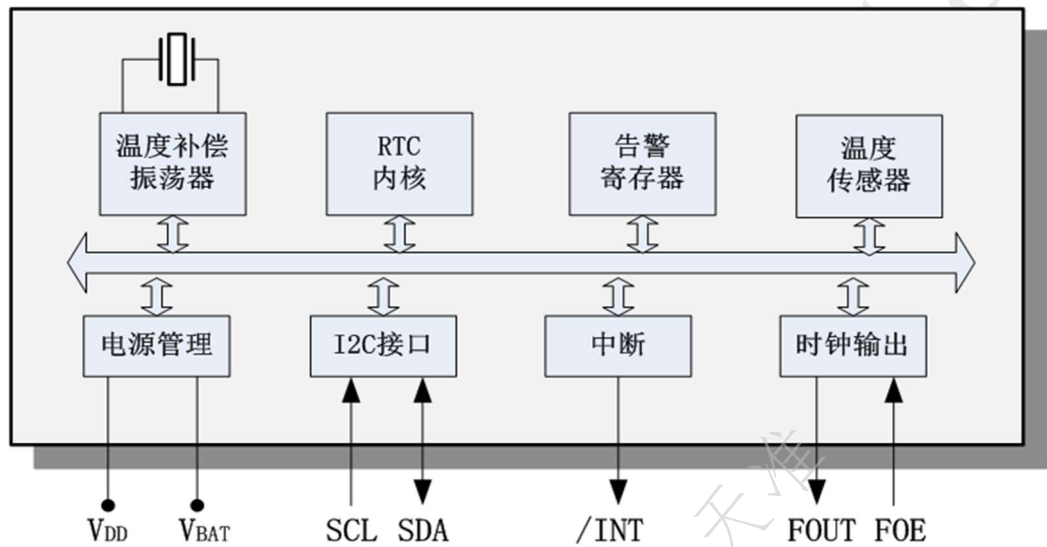 温度补偿
振荡器
RTC
内核
告警
寄存器
温度
传感器
电源管理
I2C接口
中断
时钟输出
VDD
VBAT
SCL
SDA
/INT
FOUT
FOE
天准